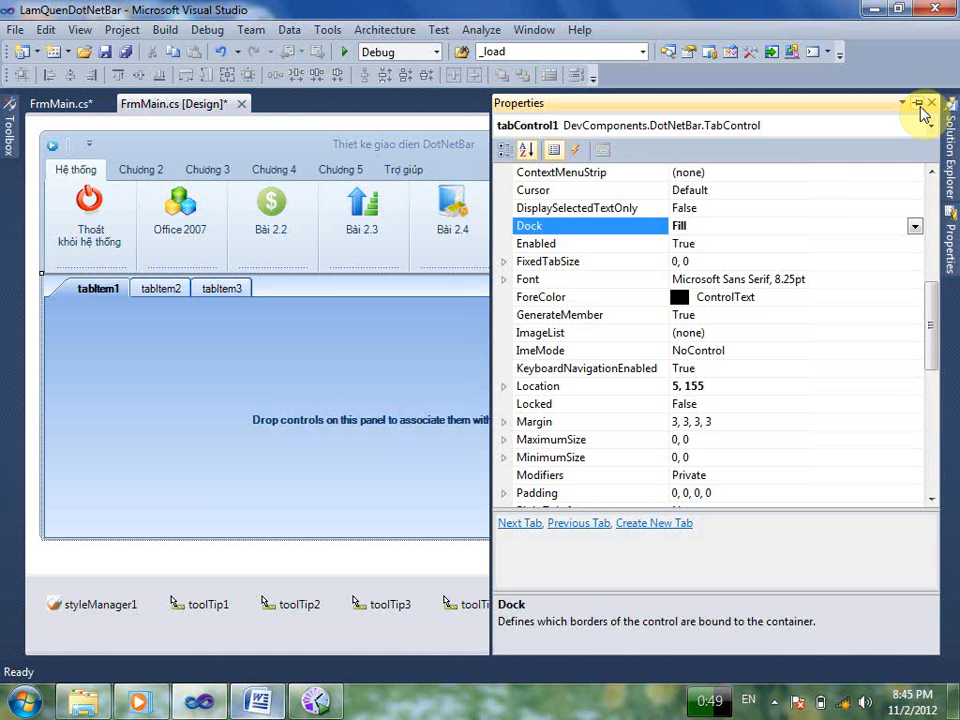 LamQuenDotNetBar - Microsoft Visual Studio
File Edit View Project Build Debug Team Data Tools Architecture Test Analyze Window Help
Debug _load
FrmMain.cs* FrmMain.cs [Design]*
Toolbox
Thiet ke giao dien DotNetBar
Hệ thống Chương 2 Chương 3 Chương 4 Chương 5 Trợ giúp
Thoát
khỏi hệ thống
Office 2007
Bài 2.2
Bài 2.3
Bài 2.4
tabItem1 tabItem2 tabItem3
Drop controls on this panel to associate them with
styleManager1 toolTip1 toolTip2 toolTip3
Properties
tabControl1 DevComponents.DotNetBar.TabControl
ContextMenuStrip (none)
Cursor Default
DisplaySelectedTextOnly False
Dock Fill
Enabled True
FixedTabSize 0, 0
Font Microsoft Sans Serif, 8.25pt
ForeColor ControlText
GenerateMember True
ImageList (none)
ImeMode NoControl
KeyboardNavigationEnabled True
Location 5, 155
Locked False
Margin 3, 3, 3, 3
MaximumSize 0, 0
MinimumSize 0, 0
Modifiers Private
Padding 0, 0, 0, 0
Next Tab, Previous Tab, Create New Tab
Dock
Defines which borders of the control are bound to the container.
Solution Explorer
Properties
Ready
0:49 EN 8:45 PM
11/2/2012